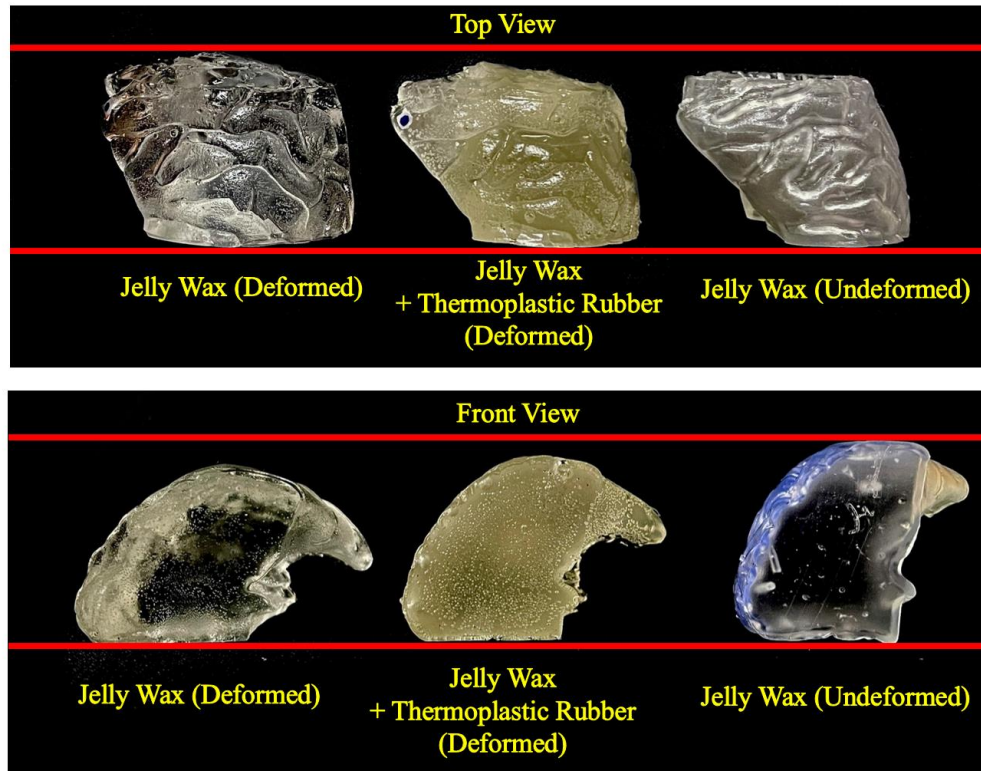 Top View
Jelly Wax (Deformed)
Jelly Wax
+ Thermoplastic Rubber
(Deformed)
Jelly Wax (Undeformed)
Front View
Jelly Wax (Deformed)
Jelly Wax
+ Thermoplastic Rubber
(Deformed)
Jelly Wax (Undeformed)